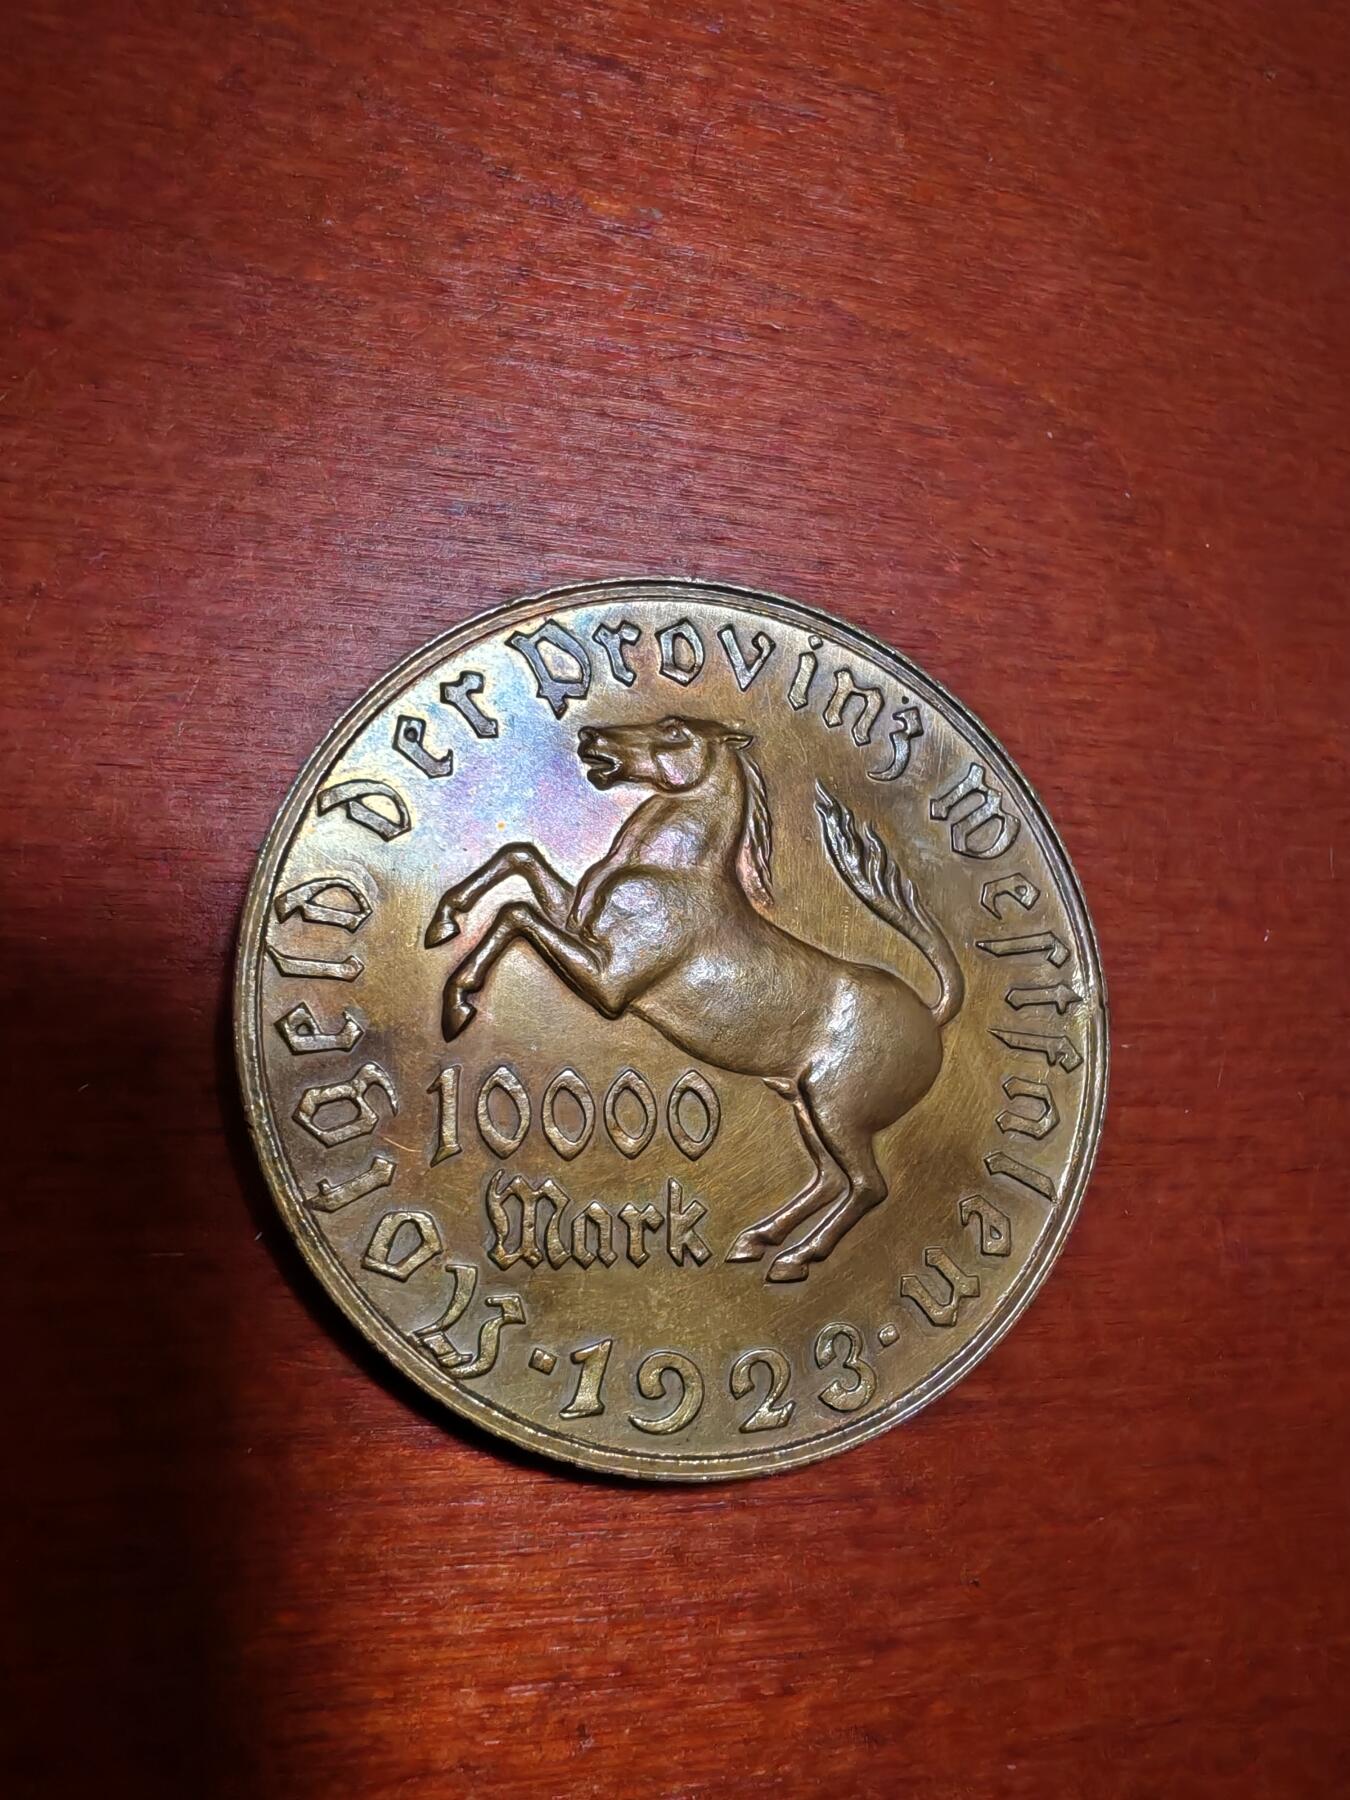 Notgeld der Provinz Weſtfalen
10000
Mark
·1923·